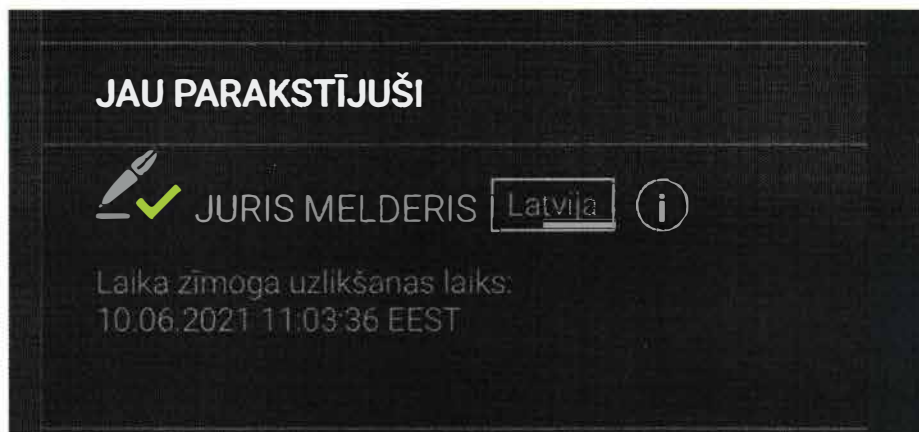 JAU PARAKSTĪJUŠI
JURIS MELDERIS Latvija i
Laika zīmoga uzlikšanas laiks:
10.06.2021 11:03:36 EEST